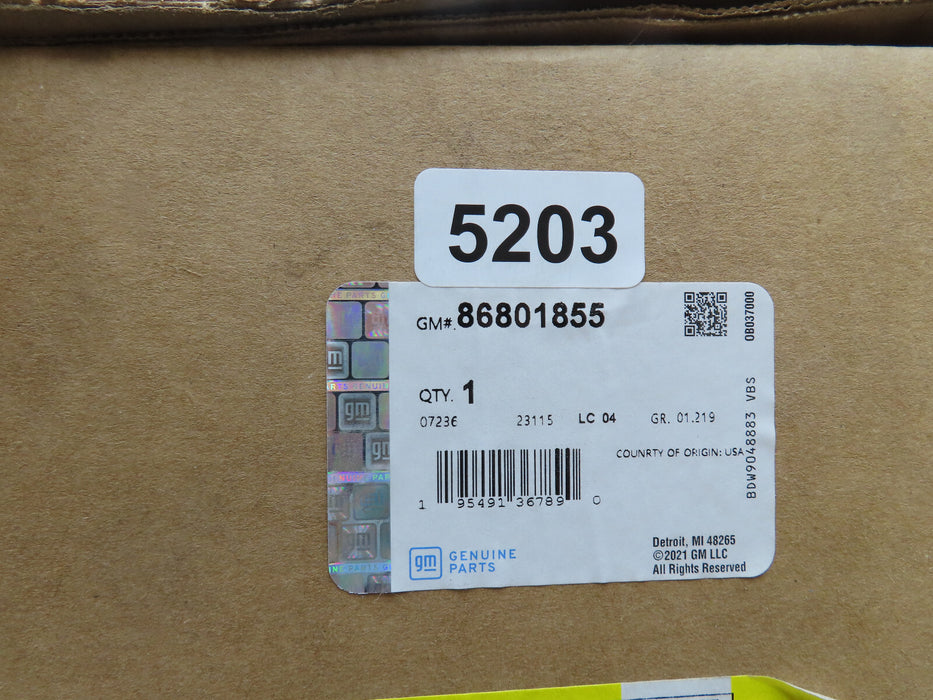 5203
GM#. 86801855
0B037000
QTY. 1
07236 23115 LC 04 GR. 01.219
COUNRTY OF ORIGIN: USA
BDW9048883 VBS
1 95491 36789 0
gm GENUINE
PARTS
Detroit, MI 48265
©2021 GM LLC
All Rights Reserved